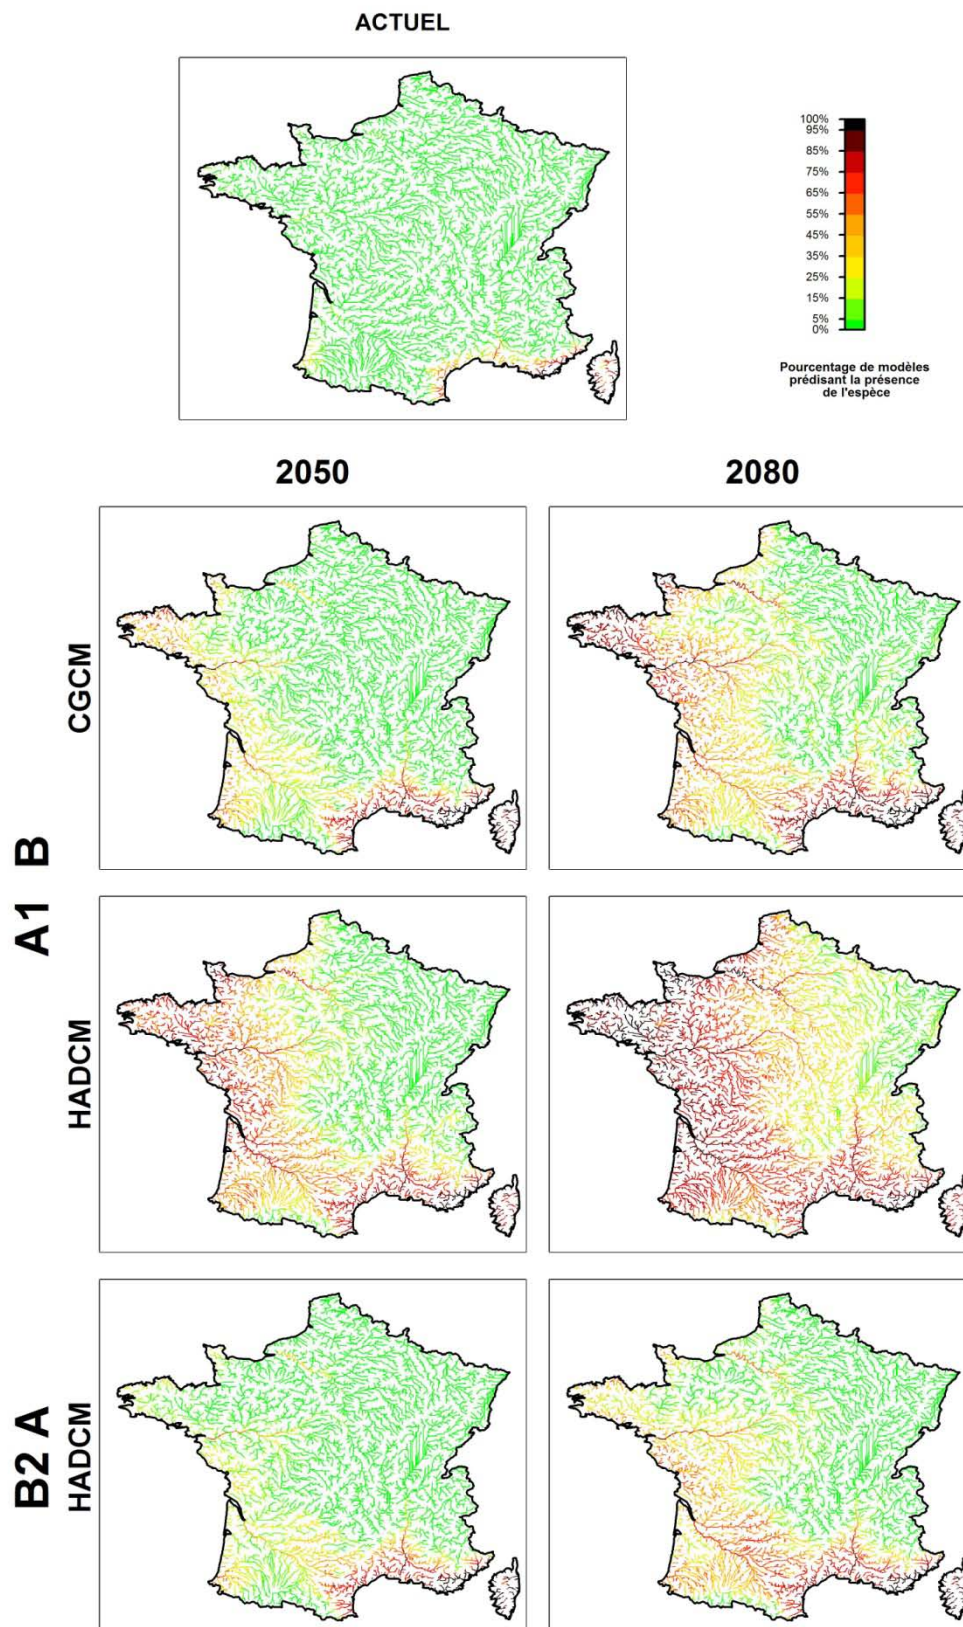 ACTUEL
100%
95%
85%
75%
65%
55%
45%
35%
25%
15%
5%
0%
Pourcentage de modèles
prédisant la présence
de l'espèce
2050
2080
A1 B
CGCM
HADCM
B2 A
HADCM